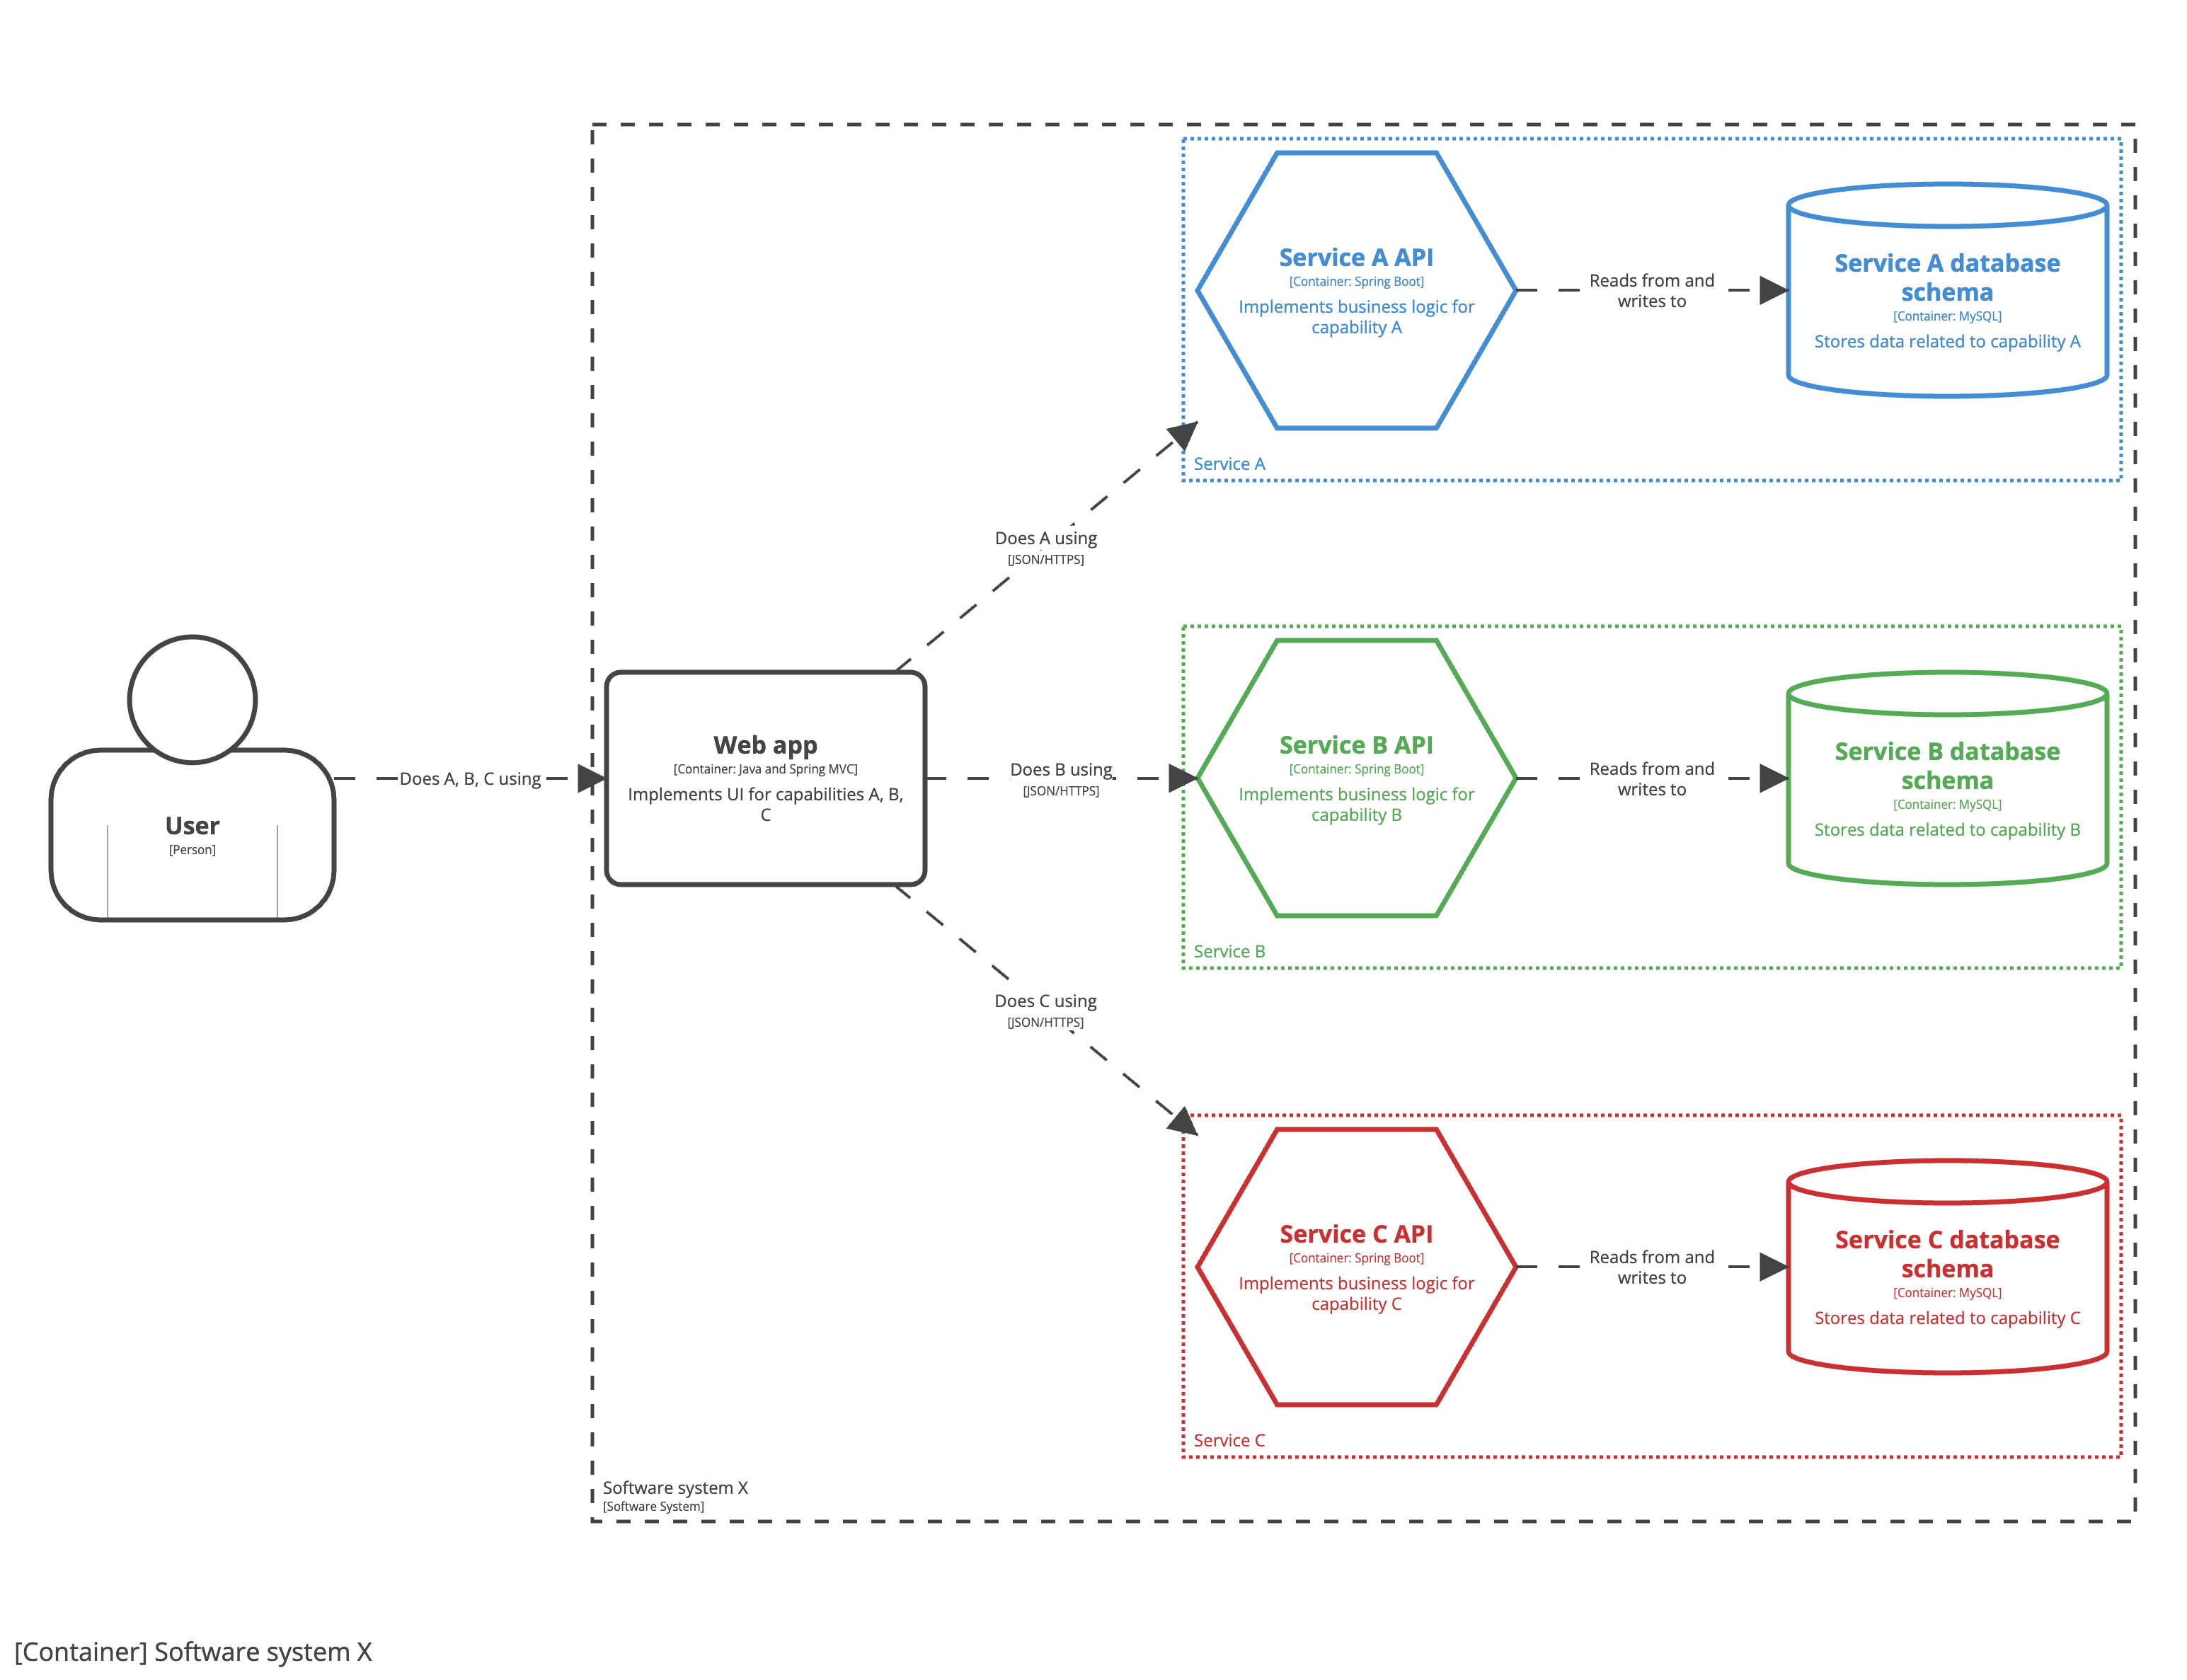 Service A API
[Container: Spring Boot]
Implements business logic for
capability A
Reads from and
writes to
Service A database
schema
[Container: MySQL]
Stores data related to capability A
Service A
Does A using
[JSON/HTTPS]
User
[Person]
Does A, B, C using
Web app
[Container: Java and Spring MVC]
Implements UI for capabilities A, B,
C
Does B using
[JSON/HTTPS]
Service B API
[Container: Spring Boot]
Implements business logic for
capability B
Reads from and
writes to
Service B database
schema
[Container: MySQL]
Stores data related to capability B
Service B
Does C using
[JSON/HTTPS]
Service C API
[Container: Spring Boot]
Implements business logic for
capability C
Reads from and
writes to
Service C database
schema
[Container: MySQL]
Stores data related to capability C
Service C
Software system X
[Software System]
[Container] Software system X